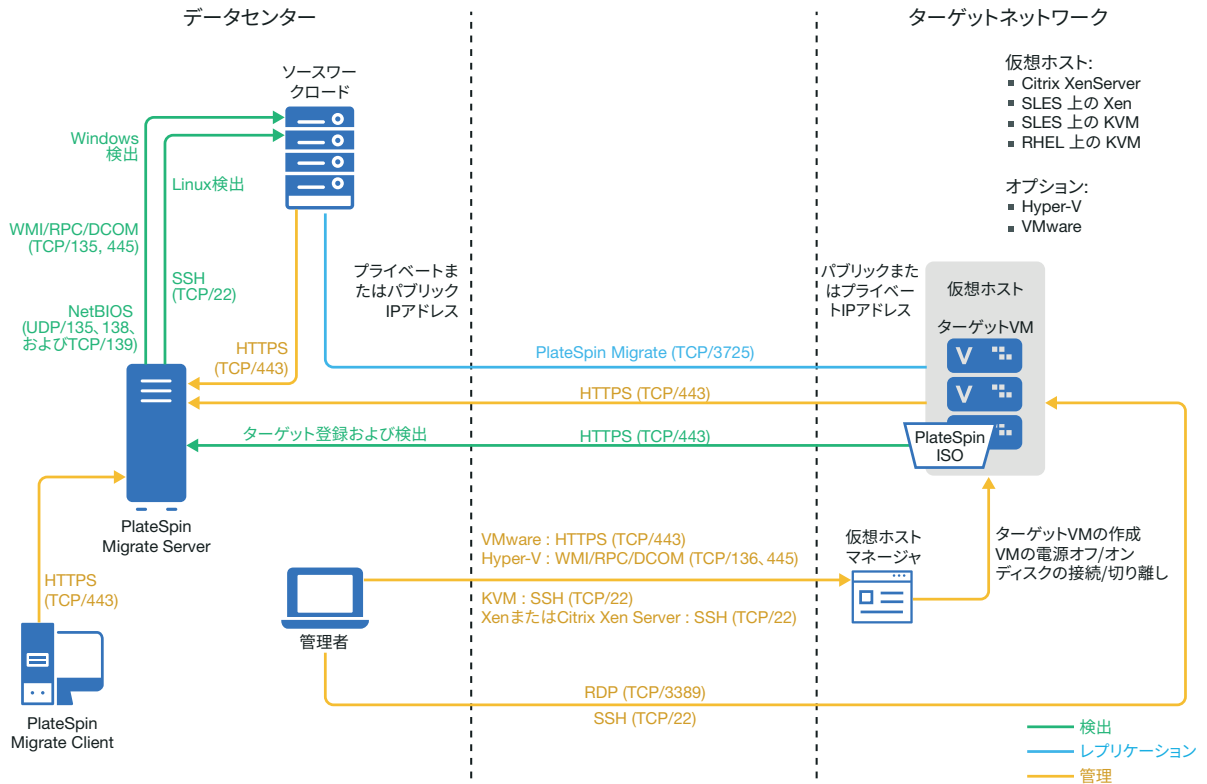 データセンター
ターゲットネットワーク
仮想ホスト:
Citrix XenServer
SLES 上の Xen
SLES 上の KVM
RHEL 上の KVM
オプション:
Hyper-V
VMware
ソースワー
クロード
Windows
検出
Linux検出
WMI/RPC/DCOM
(TCP/135, 445)
SSH
(TCP/22)
NetBIOS
(UDP/135、138、
およびTCP/139)
HTTPS
(TCP/443)
プライベートま
たはパブリック
IPアドレス
パブリックまた
はプライベー
トIPアドレス
仮想ホスト
ターゲットVM
V
V
PlateSpin
ISO
PlateSpin Migrate (TCP/3725)
HTTPS (TCP/443)
ターゲット登録および検出
HTTPS (TCP/443)
PlateSpin
Migrate Server
HTTPS
(TCP/443)
PlateSpin
Migrate Client
管理者
VMware : HTTPS (TCP/443)
Hyper-V : WMI/RPC/DCOM (TCP/136、445)
KVM : SSH (TCP/22)
XenまたはCitrix Xen Server : SSH (TCP/22)
仮想ホスト
マネージャ
ターゲットVMの作成
VMの電源オフ/オン
ディスクの接続/切り離し
RDP (TCP/3389)
SSH (TCP/22)
検出
レプリケーション
管理